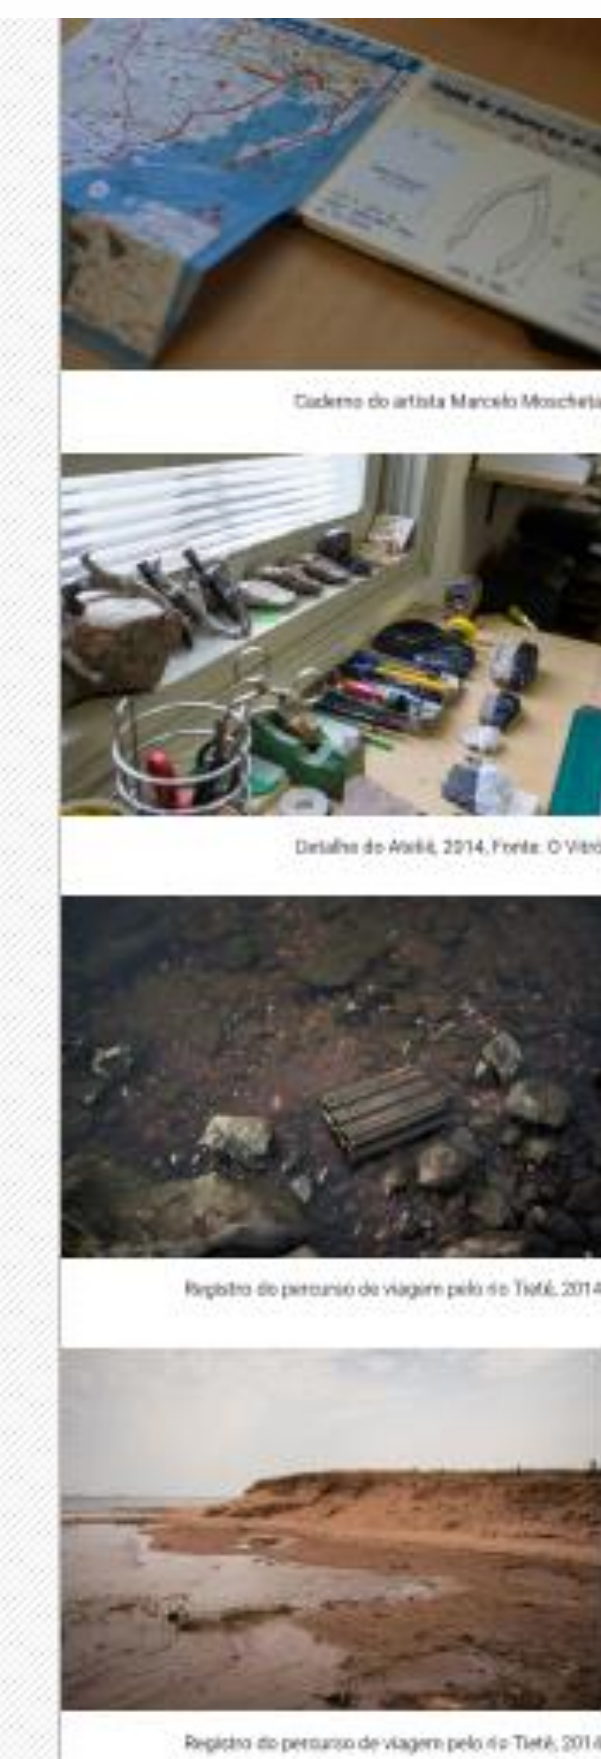 Caderno do artista Marcelo Moscheta
Detalhe do Ateliê, 2014, Fonte: O Vitrô
Registro do percurso de viagem pelo rio Tietê, 2014
Registro do percurso de viagem pelo rio Tietê, 2014